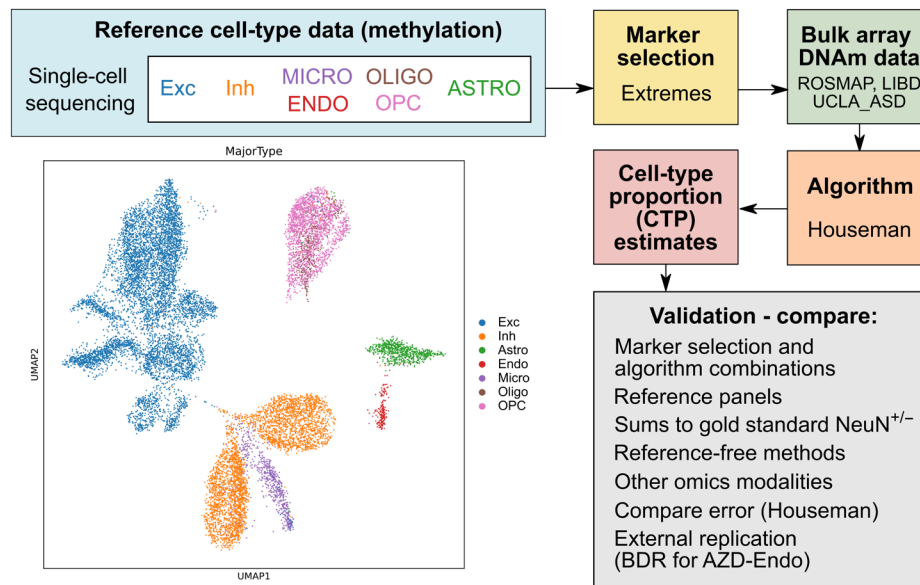 Reference cell-type data (methylation)
Single-cell
sequencing
Exc
Inh
MICRO
OLIGO
ASTRO
ENDO
OPC
Marker
selection
Extremes
Bulk array
DNAm data
ROSMAP, LIBD,
UCLA_ASD
Algorithm
Houseman
Cell-type
proportion
(CTP)
estimates
MajorType
UMAP2
UMAP1
Exc
Inh
Astro
Endo
Micro
Oligo
OPC
Validation - compare:
Marker selection and
algorithm combinations
Reference panels
Sums to gold standard NeuN+/−
Reference-free methods
Other omics modalities
Compare error (Houseman)
External replication
(BDR for AZD-Endo)